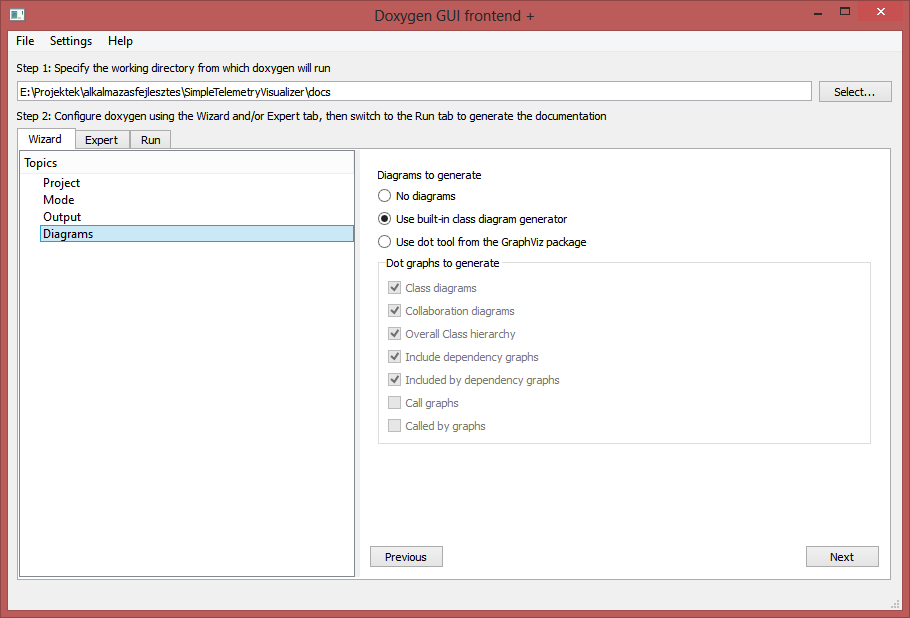 Doxygen GUI frontend +
File Settings Help
Step 1: Specify the working directory from which doxygen will run
E:\Projektek\alkalmazasfejlesztes\SimpleTelemetryVisualizer\docs
Select...
Step 2: Configure doxygen using the Wizard and/or Expert tab, then switch to the Run tab to generate the documentation
Wizard Expert Run
Topics
Project
Mode
Output
Diagrams
Diagrams to generate
No diagrams
Use built-in class diagram generator
Use dot tool from the GraphViz package
Dot graphs to generate
Class diagrams
Collaboration diagrams
Overall Class hierarchy
Include dependency graphs
Included by dependency graphs
Call graphs
Called by graphs
Previous
Next